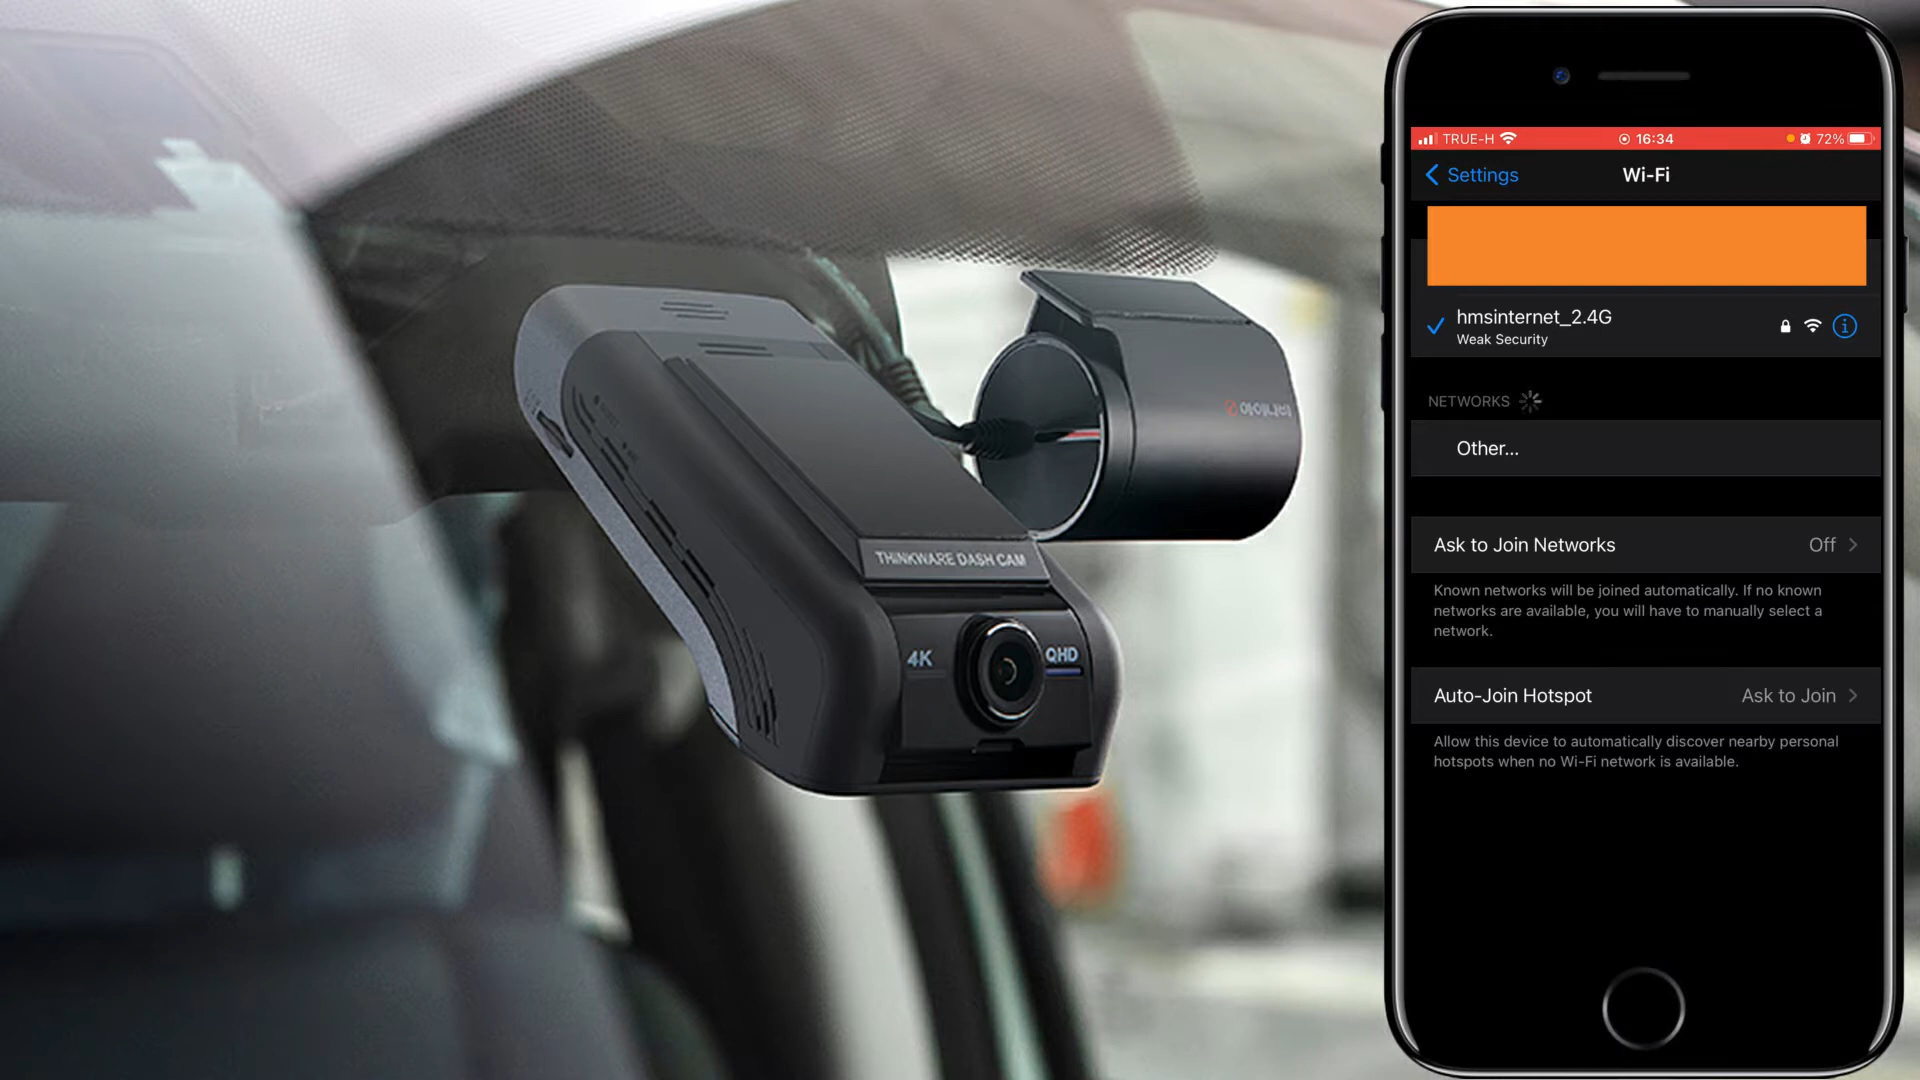 THINKWARE DASH CAM
4K
QHD
TRUE-H
16:34
72%
Settings
Wi-Fi
hmsinternet_2.4G
Weak Security
NETWORKS
Other...
Ask to Join Networks
Off
Known networks will be joined automatically. If no known
networks are available, you will have to manually select a
network.
Auto-Join Hotspot
Ask to Join
Allow this device to automatically discover nearby personal
hotspots when no Wi-Fi network is available.